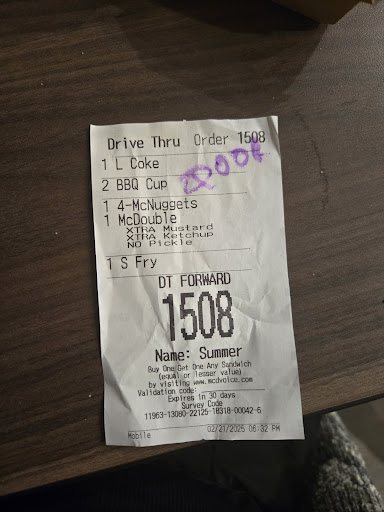 Drive Thru Order 1508
1 L Coke
2 BBQ Cup
1 4-McNuggets
1 McDouble
XTRA Mustard
XTRA Ketchup
NO Pickle
1 S Fry
DT FORWARD
1508
Name: Summer
Buy One Get One Any Sandwich
(equal or lesser value)
by visiting www.mcdvoice.com
Validation code:
Expires in 30 days
Survey Code
11963-13080-22125-18318-00042-6
Mobile 02/21/2025 06:32 PM